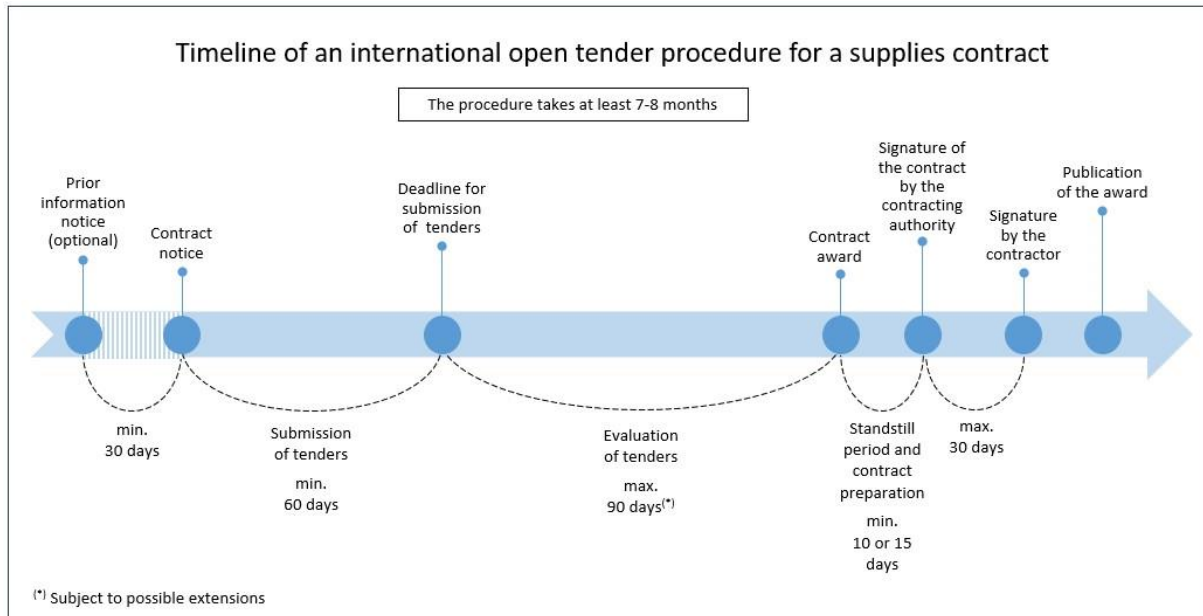 Timeline of an international open tender procedure for a supplies contract
The procedure takes at least 7-8 months
Prior
information
notice
(optional)
Contract
notice
Deadline for
submission
of tenders
Contract
award
Signature of
the contract
by the
contracting
authority
Signature
by the
contractor
Publication
of the award
min.
30 days
Submission
of tenders
min.
60 days
Evaluation
of tenders
max.
90 days(*)
Standstill
period and
contract
preparation
min.
10 or 15
days
max.
30 days
(*) Subject to possible extensions